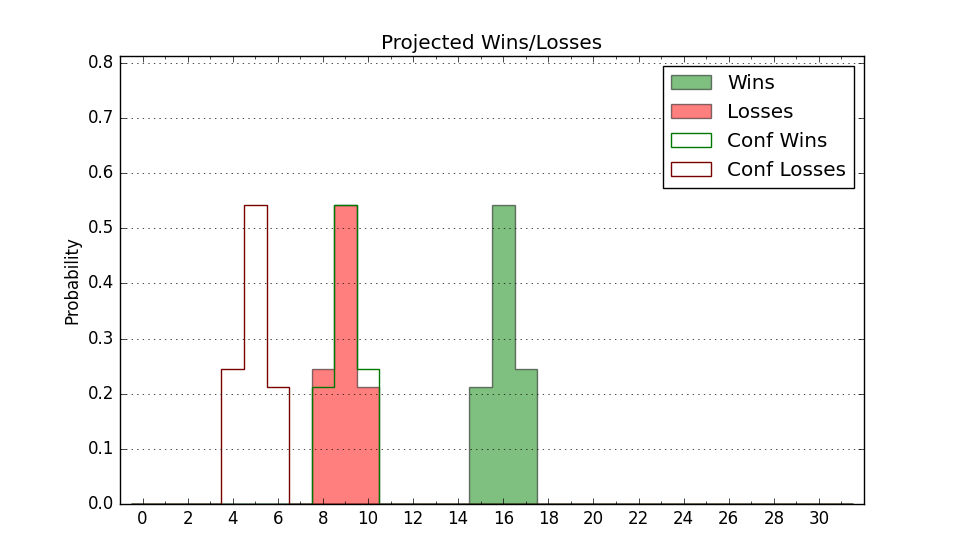 Projected Wins/Losses
Probability
0.8
0.7
0.6
0.5
0.4
0.3
0.2
0.1
0.0
Wins
Losses
Conf Wins
Conf Losses
0 2 4 6 8 10 12 14 16 18 20 22 24 26 28 30